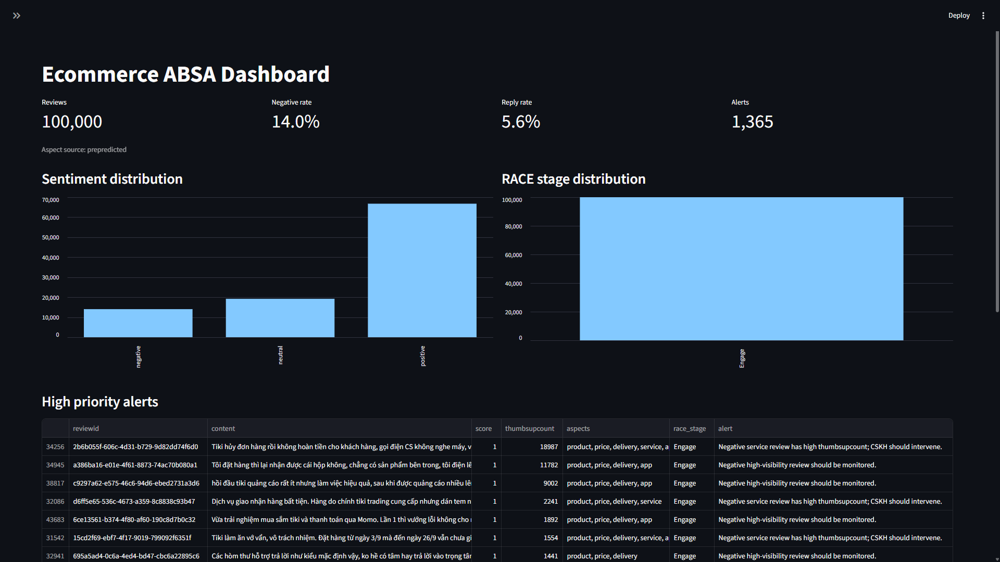 Deploy
Ecommerce ABSA Dashboard
Reviews
100,000
Negative rate
14.0%
Reply rate
5.6%
Alerts
1,365
Aspect source: prepredicted
Sentiment distribution
70,000
60,000
50,000
40,000
30,000
20,000
10,000
0
negative
neutral
positive
RACE stage distribution
100,000
80,000
60,000
40,000
20,000
0
Engage
High priority alerts
reviewid content score thumbsupcount aspects race_stage alert
34256 2b6b055f-606c-4d31-b729-9d82dd74f6d0 Tiki hủy đơn hàng rồi không hoàn tiền cho khách hàng, gọi điện CS không nghe máy, v 1 18987 product, price, delivery, service, a Engage Negative service review has high thumbsupcount; CSKH should intervene.
34945 a386ba16-e01e-4f61-8873-74ac70b080a1 Tôi đặt hàng thì lại nhận được cái hộp không, chẳng có sản phẩm bên trong, tôi điện lê 1 11782 product, price, delivery, app Engage Negative high-visibility review should be monitored.
38817 c9297a62-e575-46c6-94d6-ebed2731a3d6 hồi đầu tiki quảng cáo rất ít nhưng làm việc hiệu quả, sau khi được quảng cáo nhiều lê 1 9002 product, price, delivery, app Engage Negative high-visibility review should be monitored.
32086 d6ff5e65-536c-4673-a359-8c8838c93b47 Dịch vụ giao nhận hàng bất tiện. Hàng do chính tiki trading cung cấp nhưng dán tem n 1 2241 product, price, delivery, service Engage Negative service review has high thumbsupcount; CSKH should intervene.
43683 6ce13561-b374-4f80-af60-190c8d7b0c32 Vừa trải nghiệm mua sắm tiki và thanh toán qua Momo. Lần 1 thì vướng lỗi không cho 1 1892 product, price, delivery, app Engage Negative high-visibility review should be monitored.
31542 15cd2f69-ebf7-4f17-9019-799092f6351f Tiki làm ăn vớ vẩn, vô trách nhiệm. Đặt hàng từ ngày 3/9 mà đến ngày 26/9 vẫn chưa gi 1 1554 product, price, delivery, service, a Engage Negative service review has high thumbsupcount; CSKH should intervene.
32941 695a5ad4-0c6a-4ed4-bd47-cbc6a22895c6 Các hòm thư hỗ trợ trả lời như kiểu mặc định vậy, ko hề có tâm hay trả lời vào trọng tâ 1 1441 product, price, delivery Engage Negative high-visibility review should be monitored.